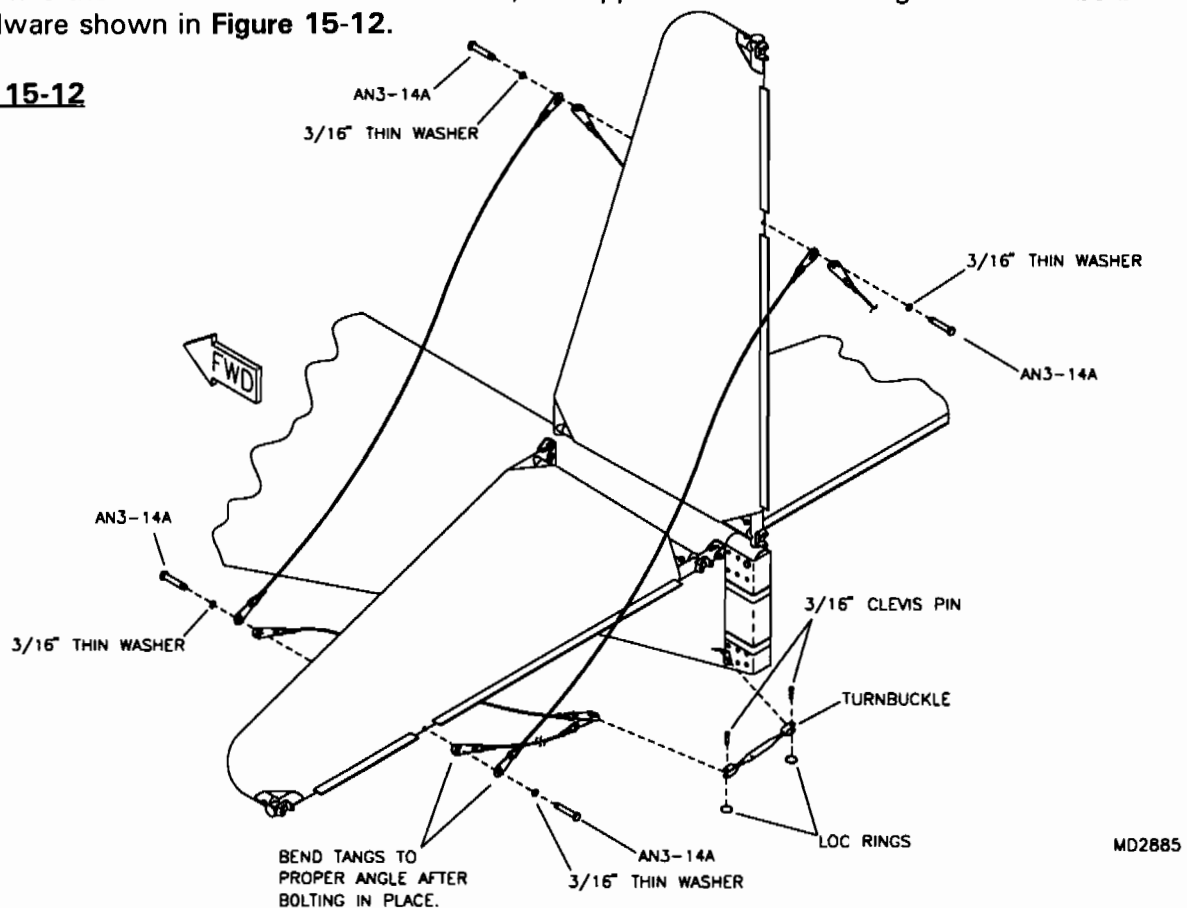 dware shown in Figure 15-12.
15-12
AN3-14A
3/16" THIN WASHER
3/16" THIN WASHER
AN3-14A
FWD
AN3-14A
3/16" THIN WASHER
3/16" CLEVIS PIN
TURNBUCKLE
LOC RINGS
BEND TANGS TO
PROPER ANGLE AFTER
BOLTING IN PLACE.
AN3-14A
3/16" THIN WASHER
MD2885